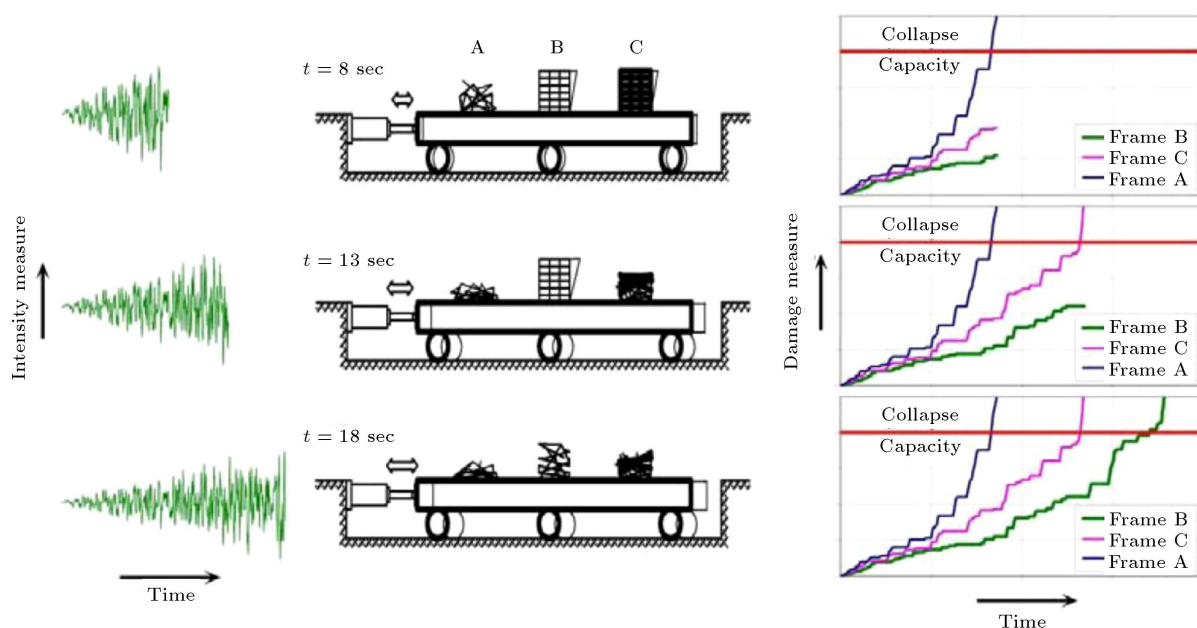 A B C
t = 8 sec
Collapse
Capacity
Frame B
Frame C
Frame A
Intensity measure
t = 13 sec
Damage measure
Collapse
Capacity
Frame B
Frame C
Frame A
t = 18 sec
Collapse
Capacity
Frame B
Frame C
Frame A
Time
Time